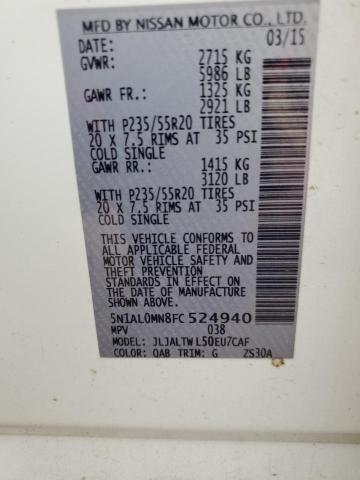 MFD BY NISSAN MOTOR CO., LTD.
DATE: 03/15
GVWR: 2715 KG
5986 LB
GAWR FR.: 1325 KG
2921 LB
WITH P235/55R20 TIRES
20 X 7.5 RIMS AT 35 PSI
COLD SINGLE
GAWR RR.: 1415 KG
3120 LB
WITH P235/55R20 TIRES
20 X 7.5 RIMS AT 35 PSI
COLD SINGLE
THIS VEHICLE CONFORMS TO
ALL APPLICABLE FEDERAL
MOTOR VEHICLE SAFETY AND
THEFT PREVENTION
STANDARDS IN EFFECT ON
THE DATE OF MANUFACTURE
SHOWN ABOVE.
5N1AL0MN8FC 524940
MPV 038
MODEL: JLJALTWL50EU7CAF
COLOR: QAB TRIM: G ZS30A